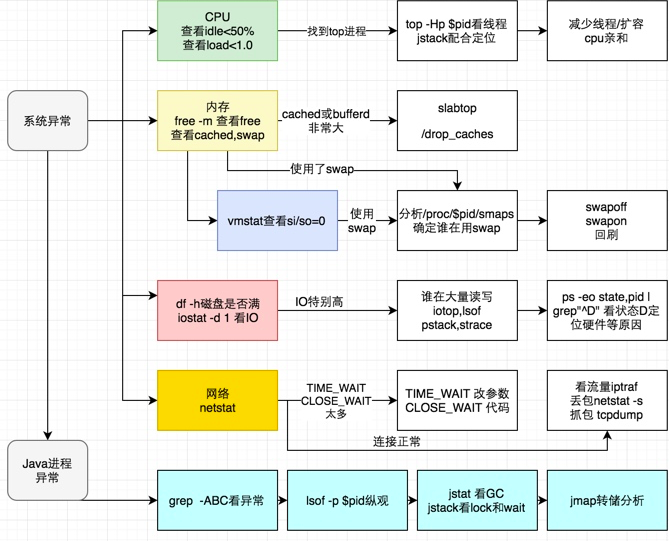 CPU
查看idle<50%
查看load<1.0
找到top进程
top -Hp $pid看线程
jstack配合定位
减少线程/扩容
cpu亲和
系统异常
内存
free -m 查看free
查看cached,swap
cached或bufferd
非常大
slabtop
/drop_caches
使用了swap
vmstat查看si/so=0
使用
swap
分析/proc/$pid/smaps
确定谁在用swap
swapoff
swapon
回刷
df -h磁盘是否满
iostat -d 1 看IO
IO特别高
谁在大量读写
iotop,lsof
pstack,strace
ps -eo state,pid |
grep"^D" 看状态D定
位硬件等原因
网络
netstat
TIME_WAIT
CLOSE_WAIT
太多
TIME_WAIT 改参数
CLOSE_WAIT 代码
看流量iptraf
丢包netstat -s
抓包 tcpdump
连接正常
Java进程
异常
grep -ABC看异常
lsof -p $pid纵观
jstat 看GC
jstack看lock和wait
jmap转储分析